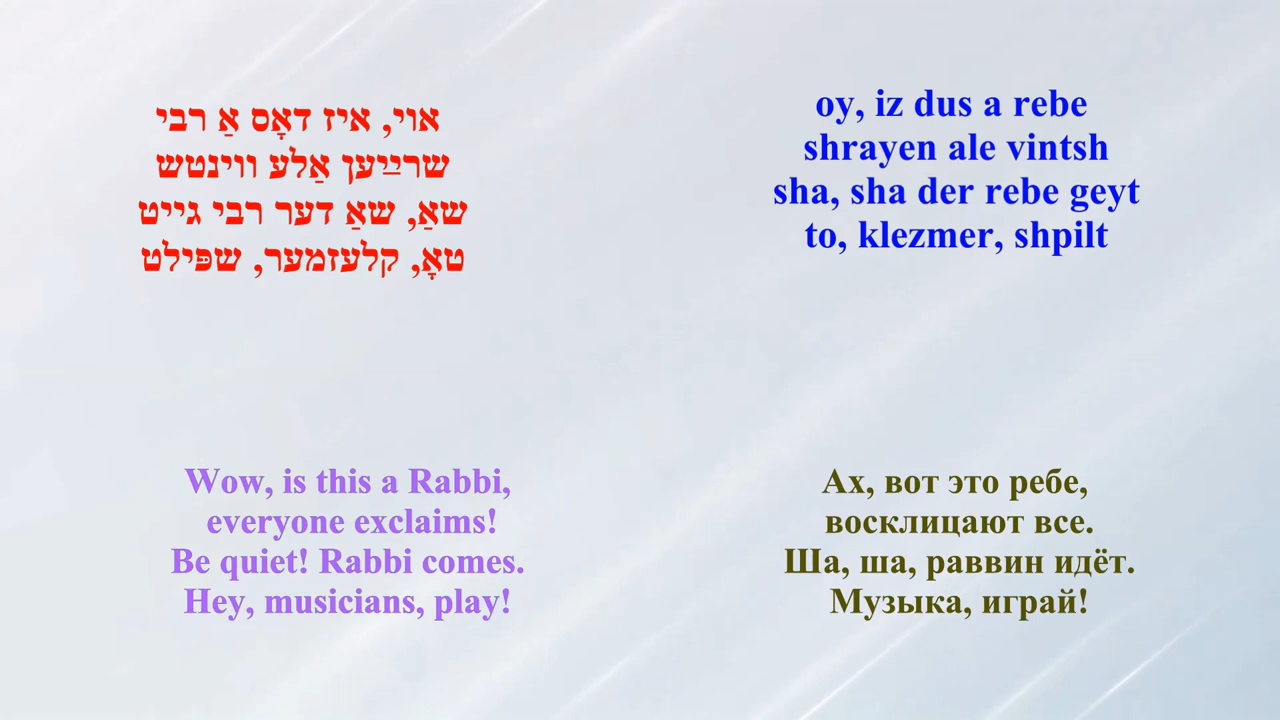 אוי, איז דאָס אַ רבי
שרײַען אַלע ווינטש
שאַ, שאַ דער רבי גייט
טאָ, קלעזמער, שפּילט
oy, iz dus a rebe
shrayen ale vintsh
sha, sha der rebe geyt
to, klezmer, shpilt
Wow, is this a Rabbi,
everyone exclaims!
Be quiet! Rabbi comes.
Hey, musicians, play!
Ах, вот это ребе,
восклицают все.
Ша, ша, раввин идёт.
Музыка, играй!